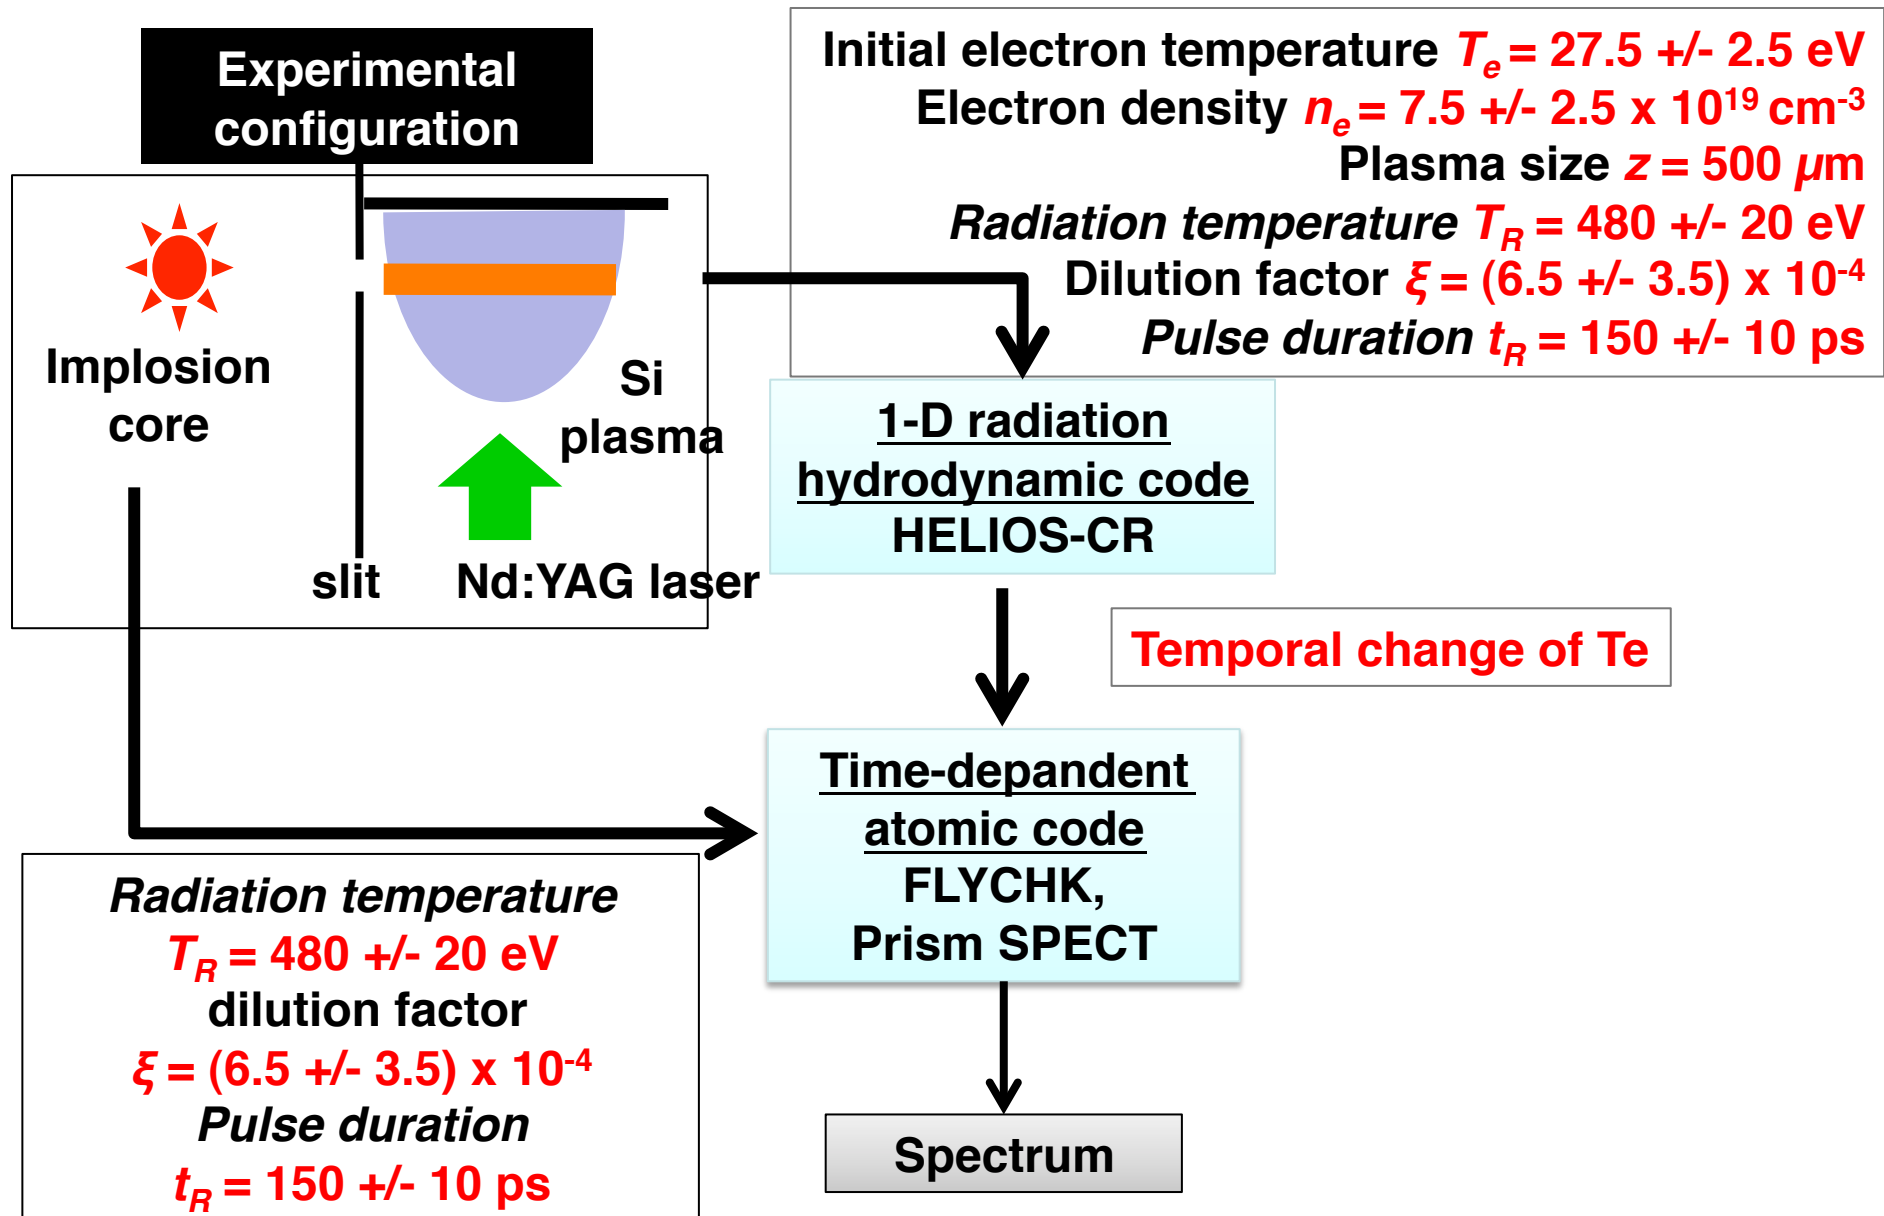 Experimental
configuration
Implosion
core
Si
plasma
slit
Nd:YAG laser
Initial electron temperature Te = 27.5 +/- 2.5 eV
Electron density ne = 7.5 +/- 2.5 x 10^19 cm^-3
Plasma size z = 500 μm
Radiation temperature TR = 480 +/- 20 eV
Dilution factor ξ = (6.5 +/- 3.5) x 10^-4
Pulse duration tR = 150 +/- 10 ps
1-D radiation
hydrodynamic code
HELIOS-CR
Temporal change of Te
Time-depandent
atomic code
FLYCHK,
Prism SPECT
Radiation temperature
TR = 480 +/- 20 eV
dilution factor
ξ = (6.5 +/- 3.5) x 10^-4
Pulse duration
tR = 150 +/- 10 ps
Spectrum